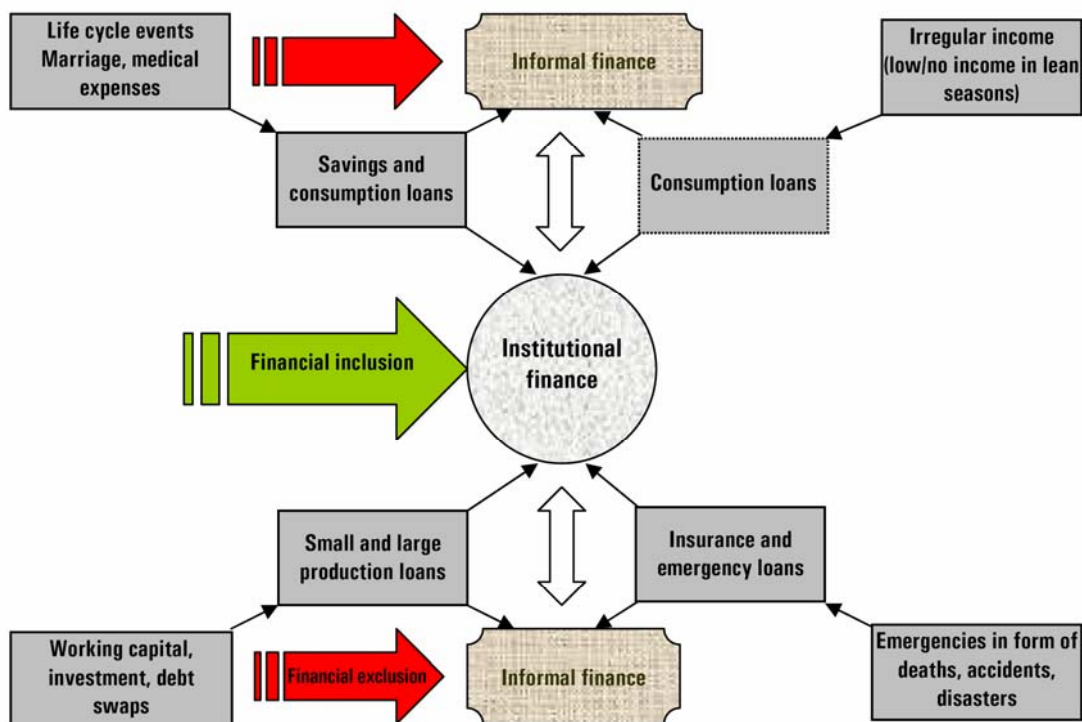 Life cycle events
Marriage, medical
expenses
Informal finance
Irregular income
(low/no income in lean
seasons)
Savings and
consumption loans
Consumption loans
Financial inclusion
Institutional
finance
Small and large
production loans
Insurance and
emergency loans
Working capital,
investment, debt
swaps
Financial exclusion
Informal finance
Emergencies in form of
deaths, accidents,
disasters